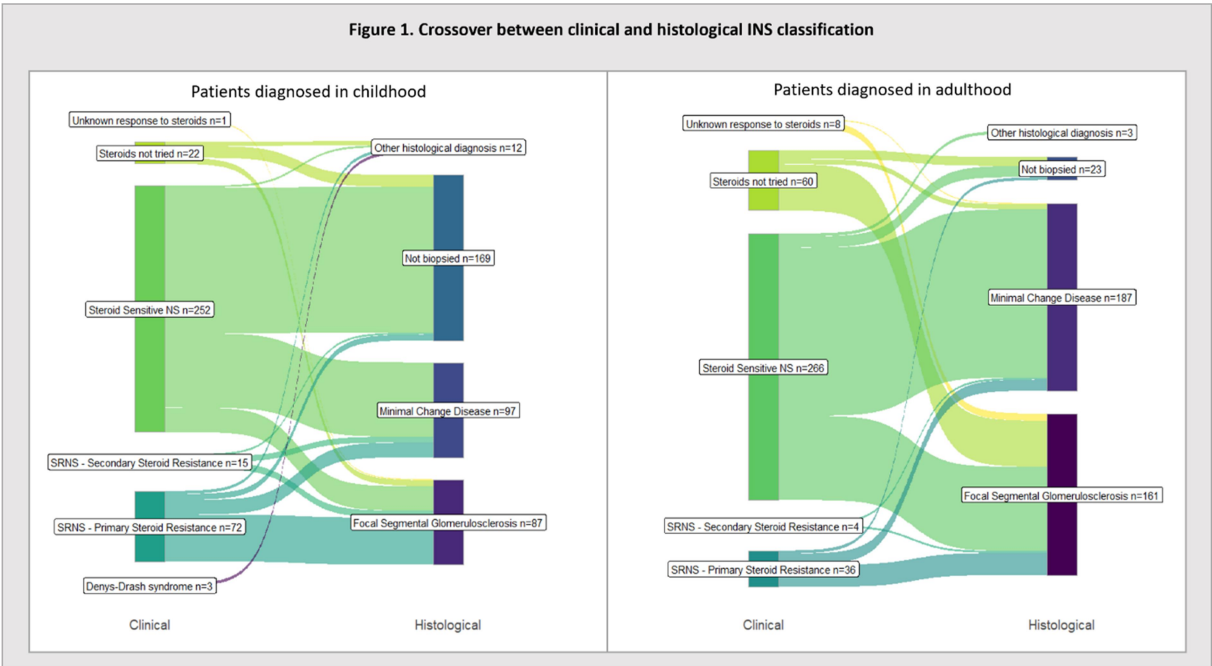 Figure 1. Crossover between clinical and histological INS classification
Patients diagnosed in childhood
Unknown response to steroids n=1
Steroids not tried n=22
Other histological diagnosis n=12
Not biopsied n=169
Steroid Sensitive NS n=252
Minimal Change Disease n=97
SRNS - Secondary Steroid Resistance n=15
SRNS - Primary Steroid Resistance n=72
Focal Segmental Glomerulosclerosis n=87
Denys-Drash syndrome n=3
Clinical
Histological
Patients diagnosed in adulthood
Unknown response to steroids n=8
Other histological diagnosis n=3
Not biopsied n=23
Steroids not tried n=60
Minimal Change Disease n=187
Steroid Sensitive NS n=266
Focal Segmental Glomerulosclerosis n=161
SRNS - Secondary Steroid Resistance n=4
SRNS - Primary Steroid Resistance n=36
Clinical
Histological